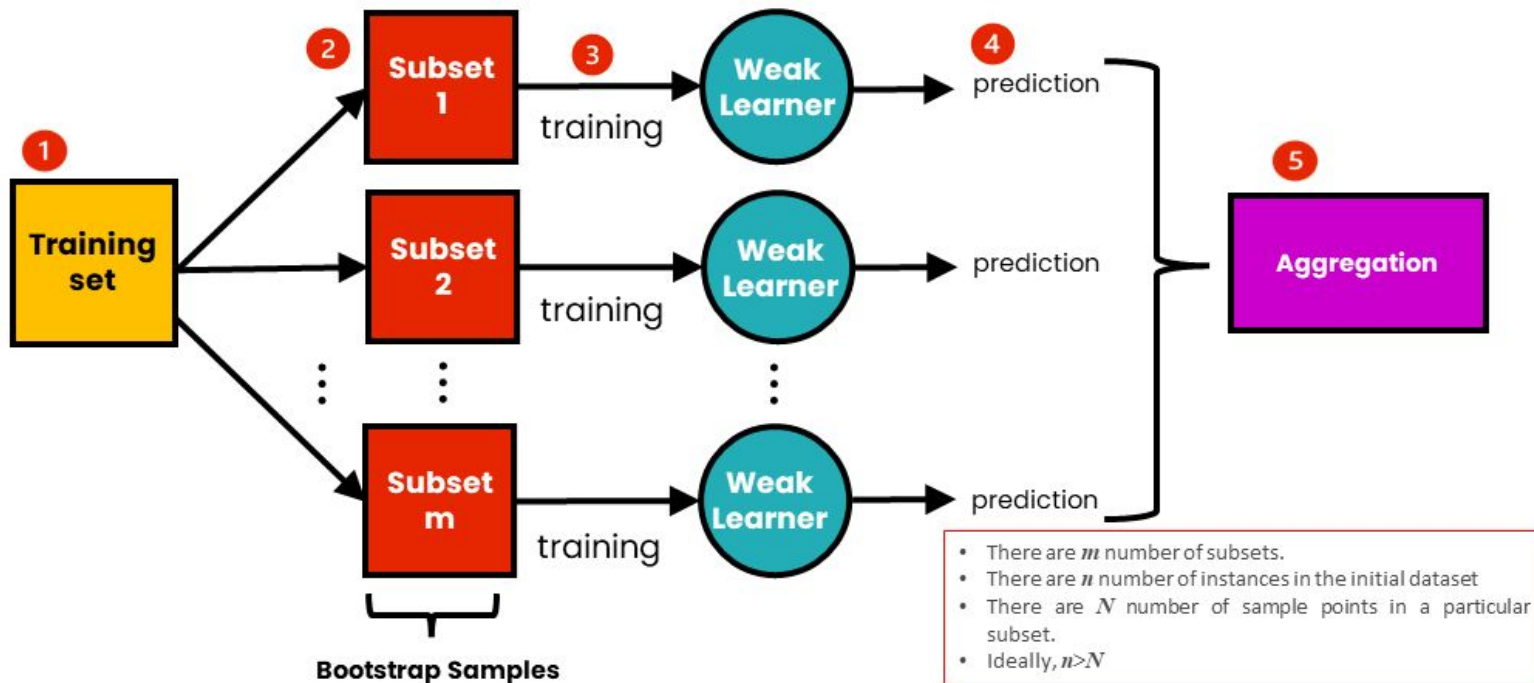 1
Training
set
2
Subset
1
3
training
Weak
Learner
4
prediction
Subset
2
training
Weak
Learner
prediction
Subset
m
training
Weak
Learner
prediction
5
Aggregation
Bootstrap Samples
• There are m number of subsets.
• There are n number of instances in the initial dataset
• There are N number of sample points in a particular
subset.
• Ideally, n>N